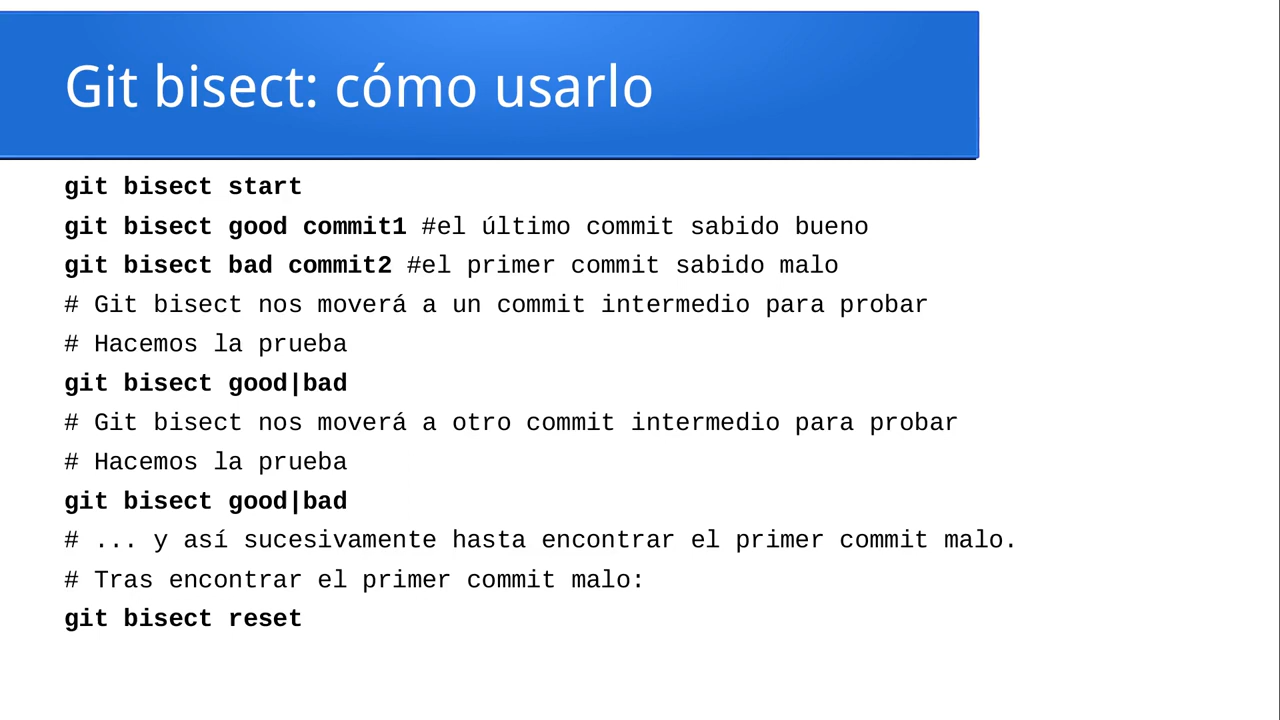 Git bisect: cómo usarlo
git bisect start
git bisect good commit1 #el último commit sabido bueno
git bisect bad commit2 #el primer commit sabido malo
# Git bisect nos moverá a un commit intermedio para probar
# Hacemos la prueba
git bisect good|bad
# Git bisect nos moverá a otro commit intermedio para probar
# Hacemos la prueba
git bisect good|bad
# ... y así sucesivamente hasta encontrar el primer commit malo.
# Tras encontrar el primer commit malo:
git bisect reset